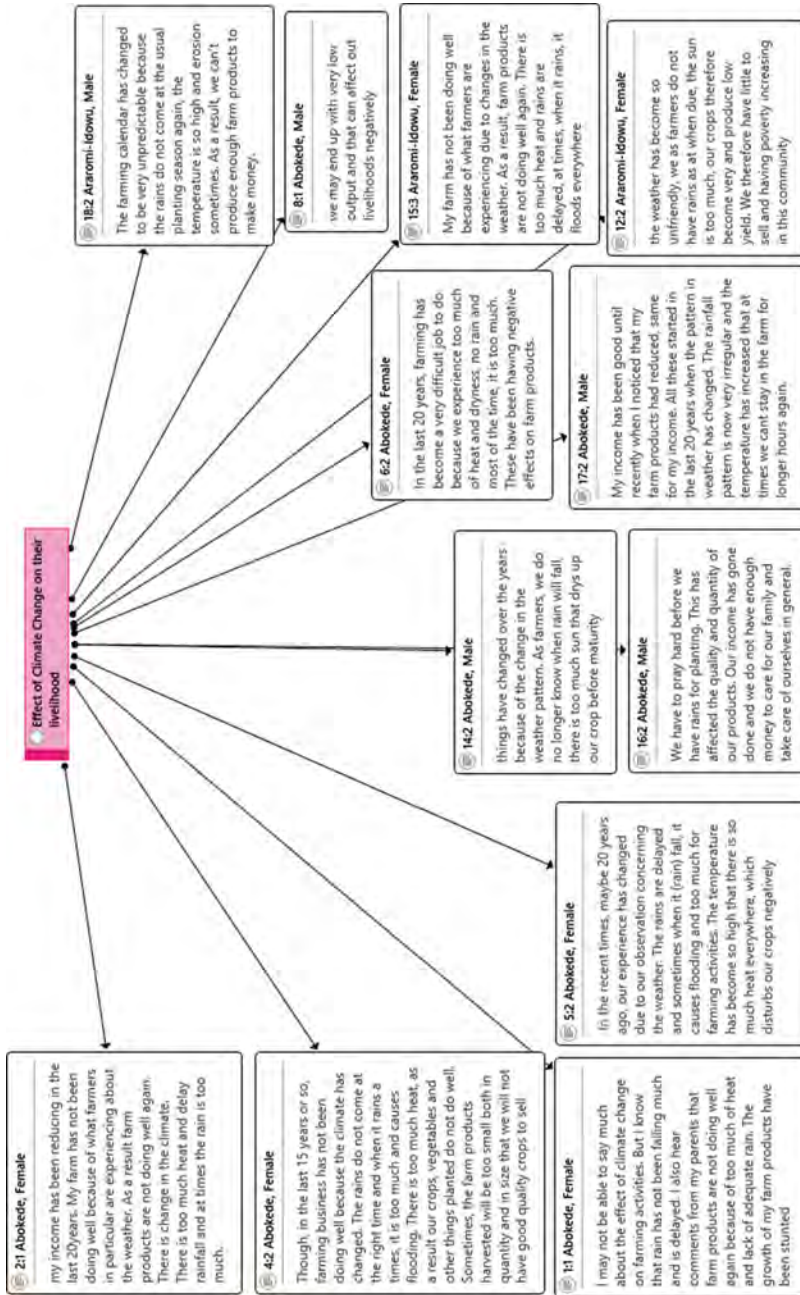 Effect of Climate Change on their
livelihood
2:1 Abokede, Female
my income has been reducing in the
last 20years. My farm has not been
doing well because of what farmers
in particular are experiencing about
the weather. As a result farm
products are not doing well again.
There is change in the climate.
There is too much heat and delay
rainfall and at times the rain is too
much.
4:2 Abokede, Female
Though, in the last 15 years or so,
farming business has not been
doing well because the climate has
changed. The rains do not come at
the right time and when it rains a
times, it is too much and causes
flooding. There is too much heat, as
a result our crops, vegetables and
other things planted do not do well.
Sometimes, the farm products
harvested will be too small both in
quantity and in size that we will not
have good quality crops to sell
1:1 Abokede, Female
I may not be able to say much
about the effect of climate change
on farming activities. But I know
that rain has not been falling much
and is delayed. I also hear
comments from my parents that
farm products are not doing well
again because of too much of heat
and lack of adequate rain. The
growth of my farm products have
been stunted
5:2 Abokede, Female
In the recent times, maybe 20 years
ago, our experience has changed
due to our observation concerning
the weather. The rains are delayed
and sometimes when it (rain) fall, it
causes flooding and too much for
farming activities. The temperature
has become so high that there is so
much heat everywhere, which
disturbs our crops negatively
14:2 Abokede, Male
things have changed over the years
because of the change in the
weather pattern. As farmers, we do
no longer know when rain will fall,
there is too much sun that drys up
our crop before maturity
16:2 Abokede, Male
We have to pray hard before we
have rains for planting. This has
affected the quality and quantity of
our products. Our income has gone
done and we do not have enough
money to care for our family and
take care of ourselves in general.
6:2 Abokede, Female
In the last 20 years, farming has
become a very difficult job to do
because we experience too much
of heat and dryness, no rain and
most of the time, it is too much.
These have been having negative
effects on farm products.
17:2 Abokede, Male
My income has been good until
recently when I noticed that my
farm products had reduced, same
for my income. All these started in
the last 20 years when the pattern in
weather has changed. The rainfall
pattern is now very irregular and the
temperature has increased that at
times we cant stay in the farm for
longer hours again.
18:2 Araromi-Idowu, Male
The farming calendar has changed
to be very unpredictable because
the rains do not come at the usual
planting season again, the
temperature is so high and erosion
sometimes. As a result, we can't
produce enough farm products to
make money.
8:1 Abokede, Male
we may end up with very low
output and that can affect out
livelihoods negatively
15:3 Araromi-Idowu, Female
My farm has not been doing well
because of what farmers are
experiencing due to changes in the
weather. As a result, farm products
are not doing well again. There is
too much heat and rains are
delayed, at times, when it rains, it
floods everywhere
12:2 Araromi-Idowu, Female
the weather has become so
unfriendly, we as farmers do not
have rains as at when due, the sun
is too much, our crops therefore
become very and produce low
yield. We therefore have little to
sell and having poverty increasing
in this community